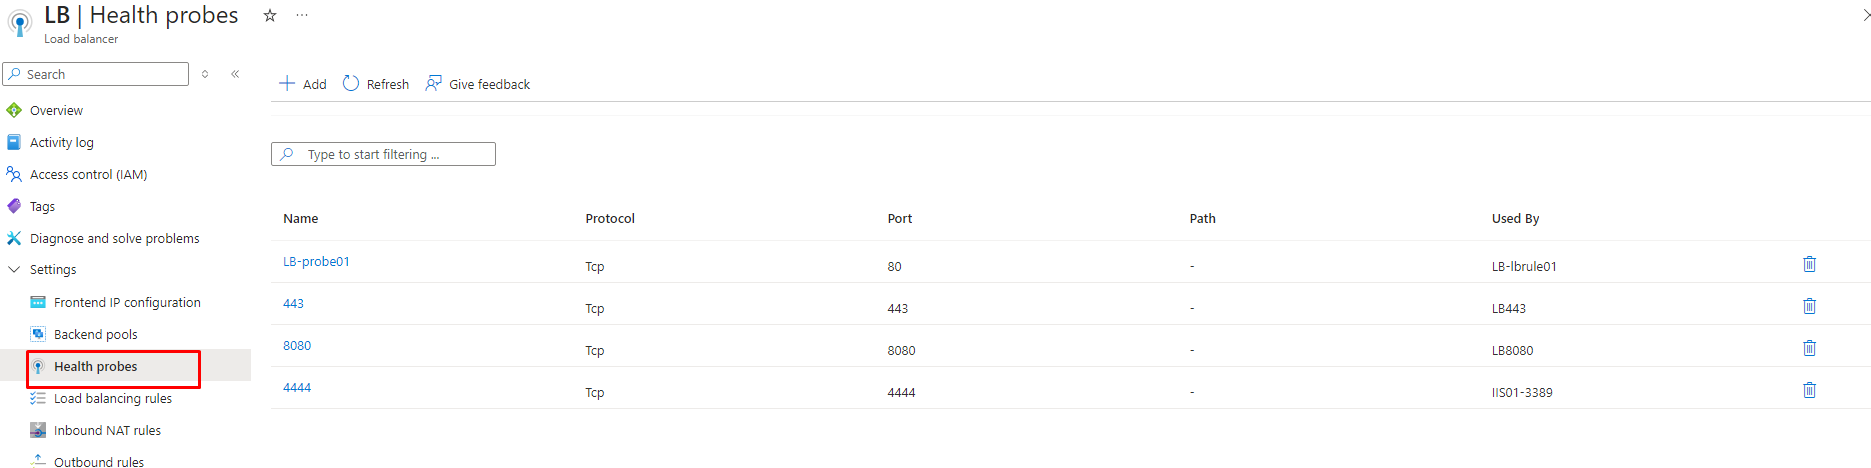 LB | Health probes
Load balancer
Search
Overview
Activity log
Access control (IAM)
Tags
Diagnose and solve problems
Settings
Frontend IP configuration
Backend pools
Health probes
Load balancing rules
Inbound NAT rules
Outbound rules
Add Refresh Give feedback
Type to start filtering ...
Name Protocol Port Path Used By
LB-probe01 Tcp 80 - LB-lbrule01
443 Tcp 443 - LB443
8080 Tcp 8080 - LB8080
4444 Tcp 4444 - IIS01-3389